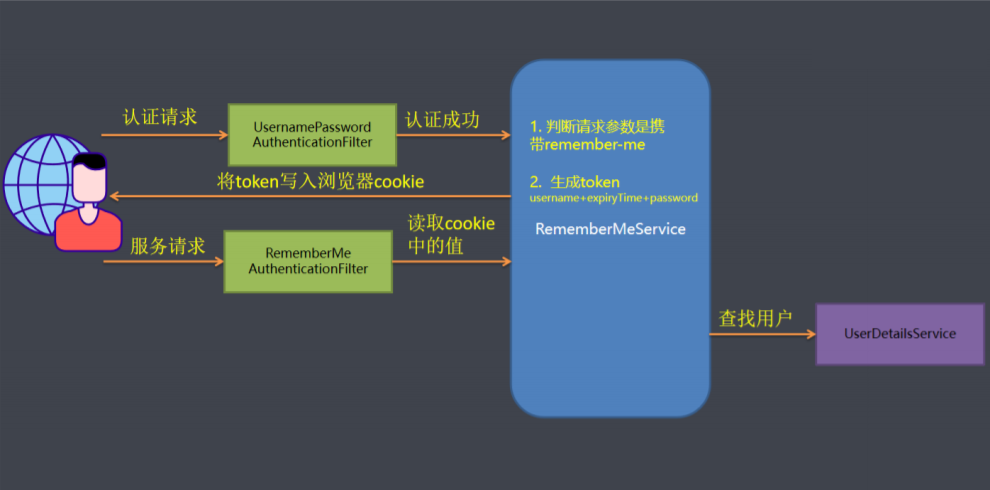 认证请求
UsernamePassword
AuthenticationFilter
认证成功
将token写入浏览器cookie
服务请求
RememberMe
AuthenticationFilter
读取cookie
中的值
1. 判断请求参数是携
带remember-me
2. 生成token
username+expiryTime+password
RememberMeService
查找用户
UserDetailsService